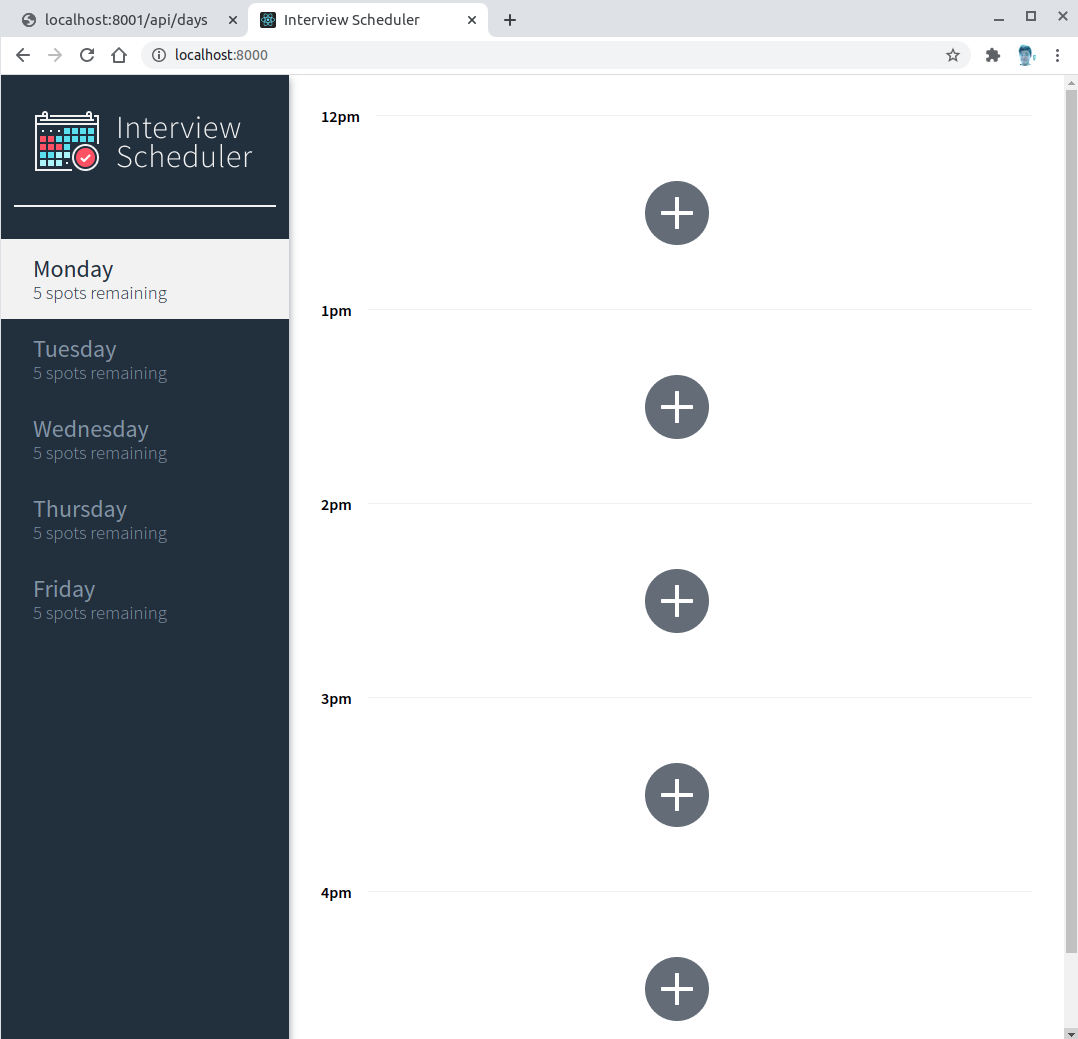 localhost:8001/api/days
Interview Scheduler
localhost:8000
Interview
Scheduler
Monday
5 spots remaining
Tuesday
5 spots remaining
Wednesday
5 spots remaining
Thursday
5 spots remaining
Friday
5 spots remaining
12pm
1pm
2pm
3pm
4pm